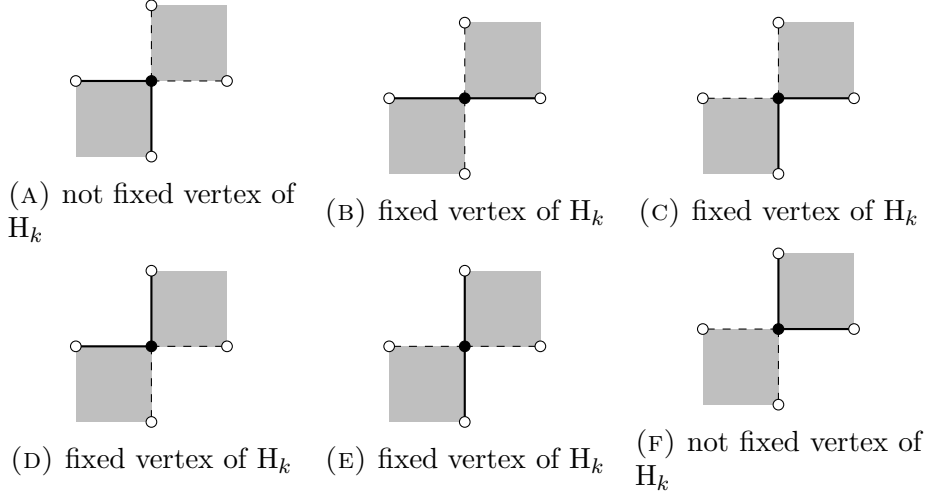 (A) not fixed vertex of
H_k
(B) fixed vertex of H_k
(C) fixed vertex of H_k
(D) fixed vertex of H_k
(E) fixed vertex of H_k
(F) not fixed vertex of
H_k